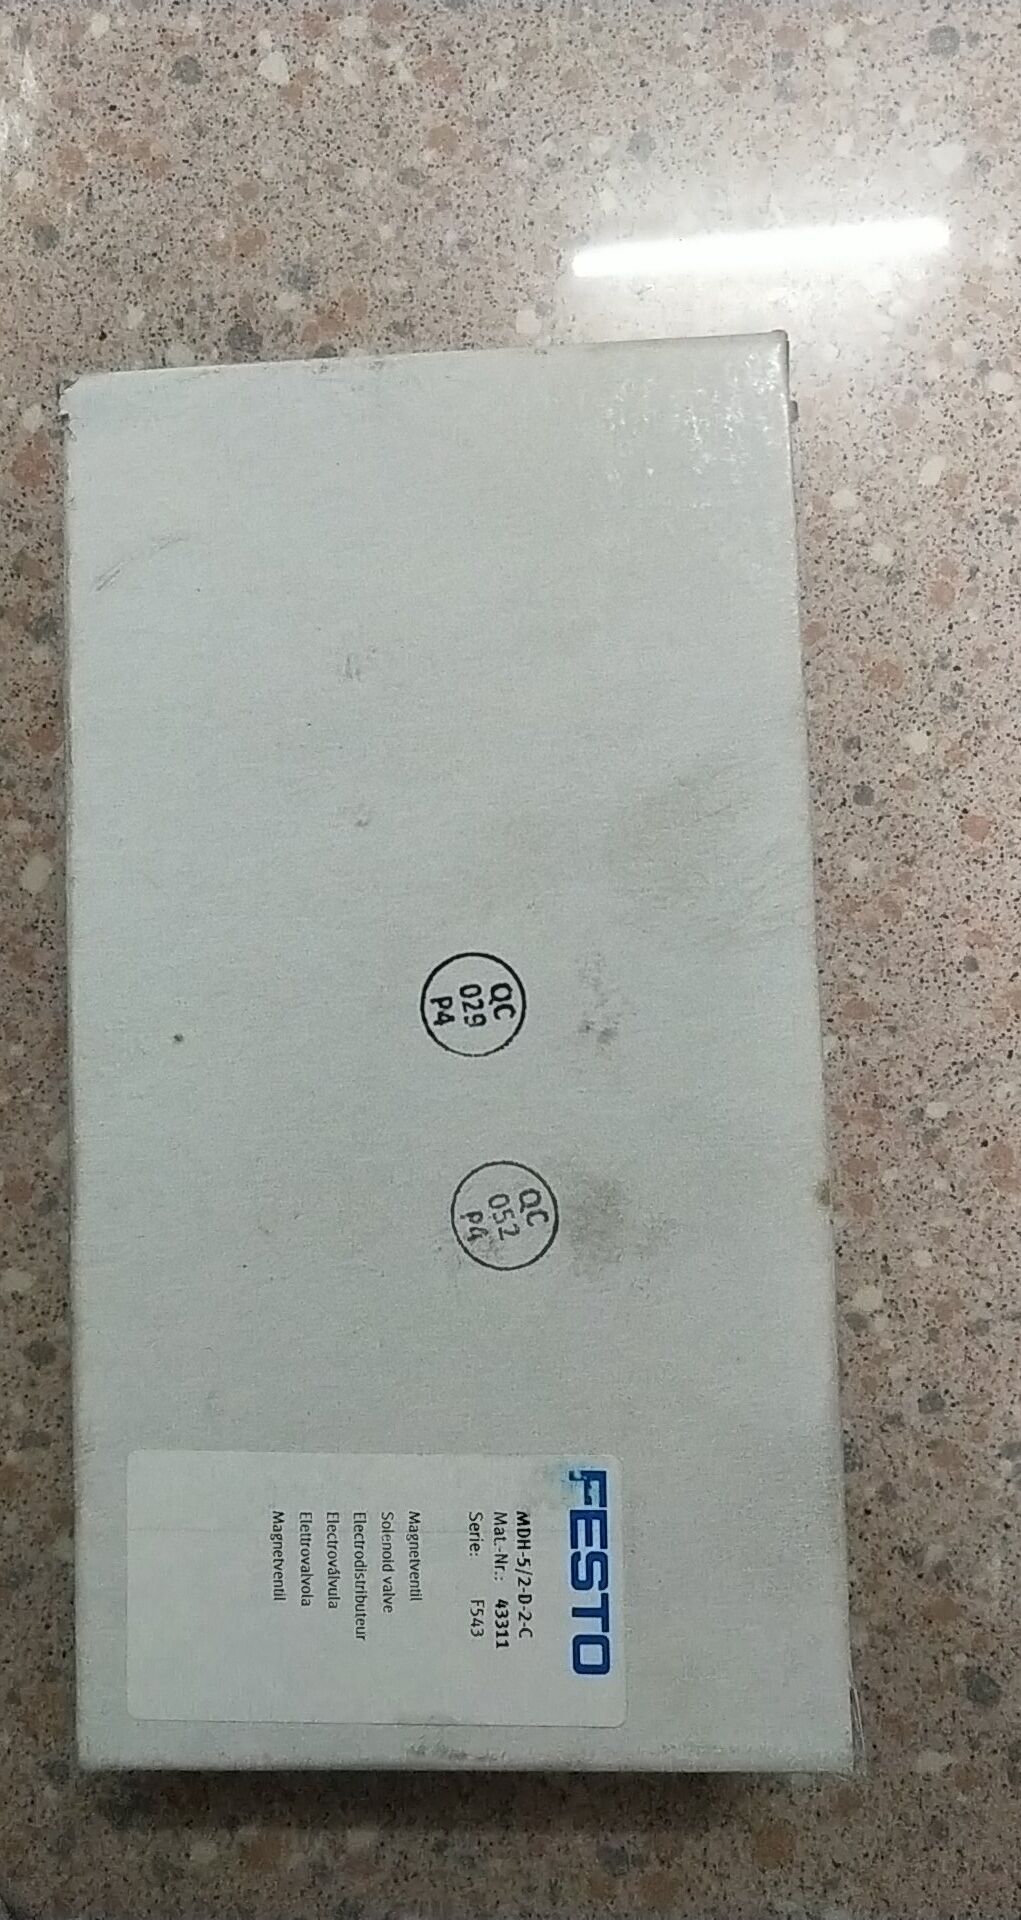 QC
029
P4
QC
052
P4
FESTO
MDH-5/2-D-2-C
Mat.-Nr.: 43311
Serie: F543
Magnetventil
Solenoid valve
Electrodistributeur
Electroválvula
Elettrovalvola
Magnetventil